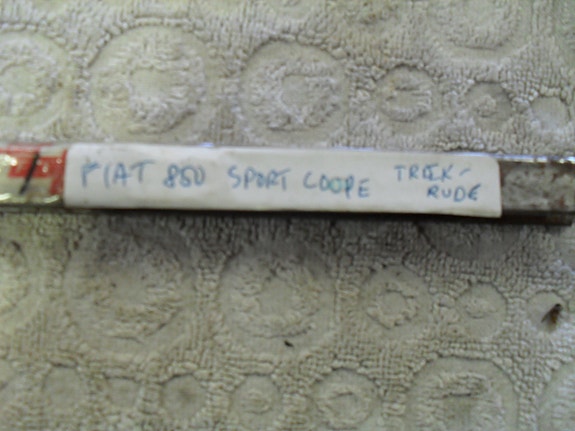 FIAT 850 SPORT COUPE TRÆK-
RUDE